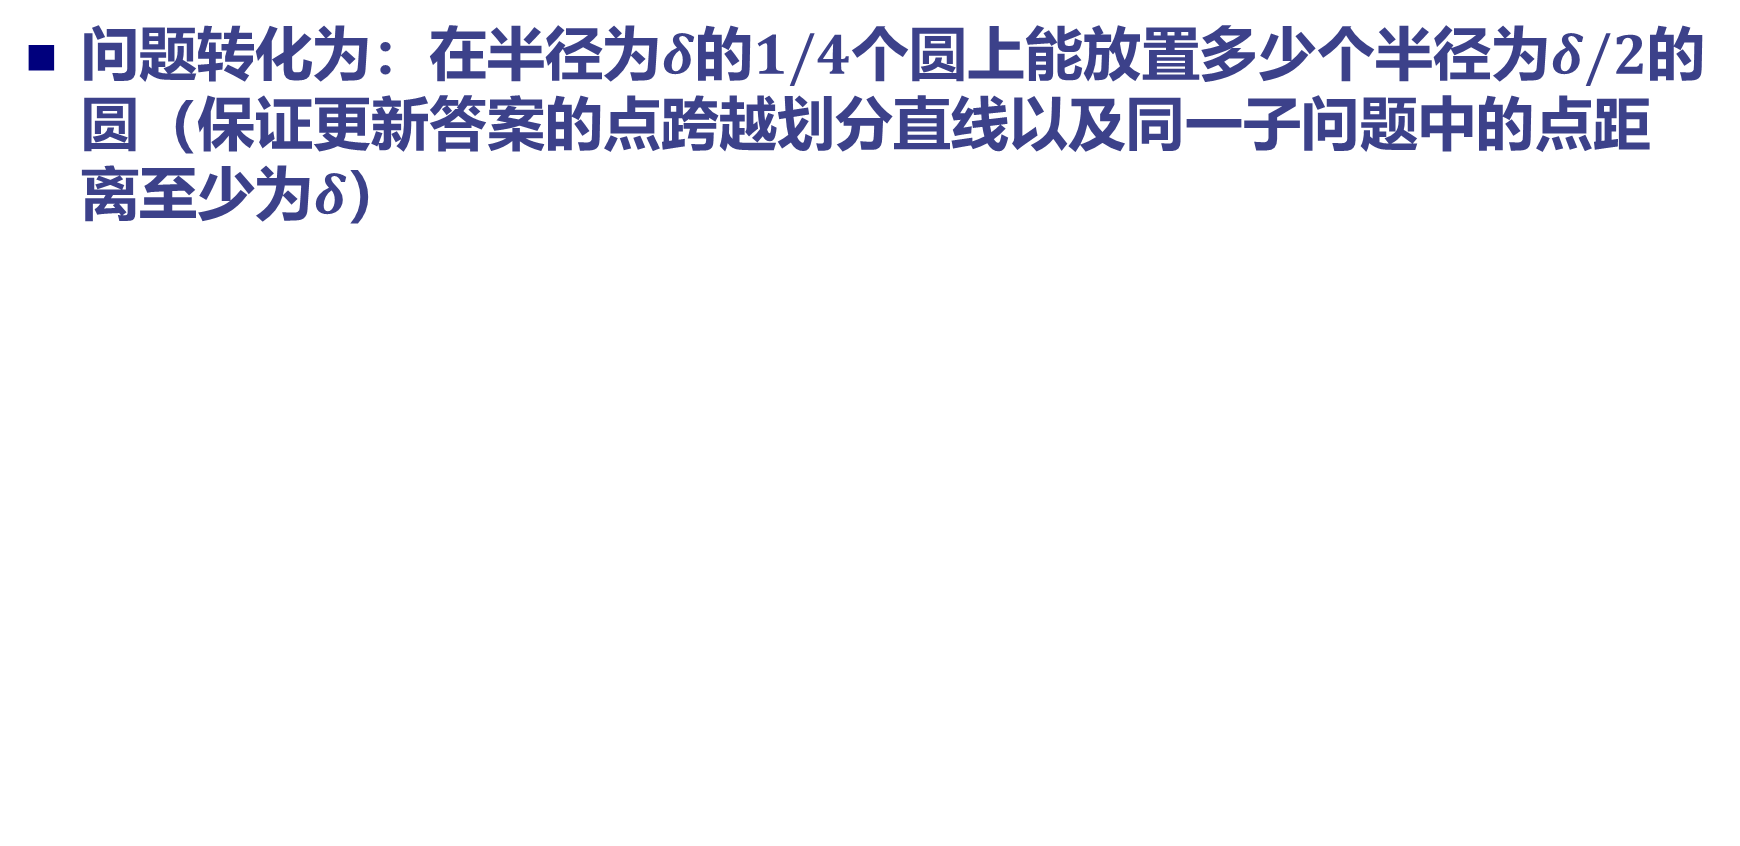 ■ 问题转化为：在半径为δ的1/4个圆上能放置多少个半径为δ/2的
圆（保证更新答案的点跨越划分直线以及同一子问题中的点距
离至少为δ）